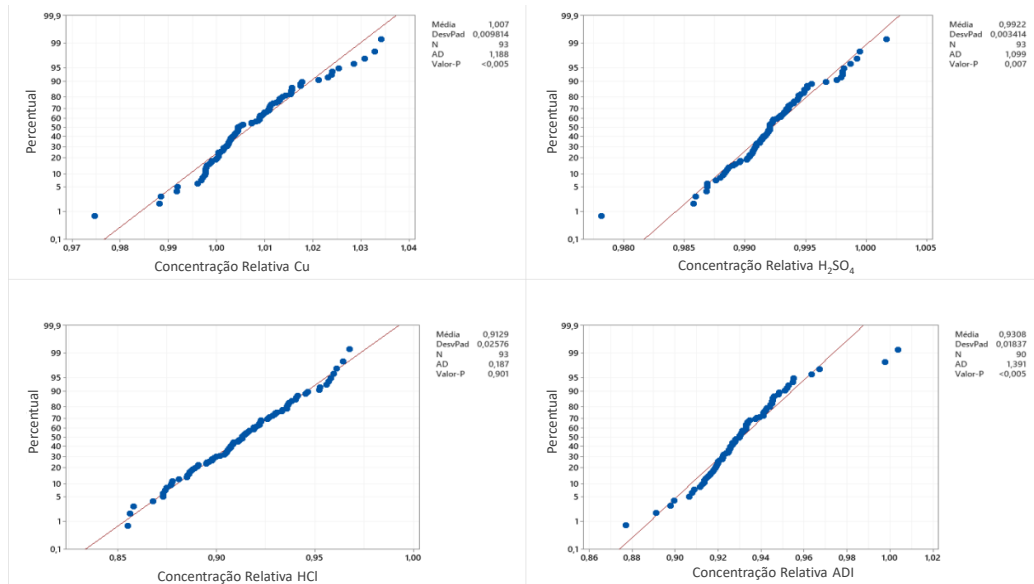 99,9
99
95
90
80
70
60
50
40
30
20
10
5
1
0,1
Percentual
0,97 0,98 0,99 1,00 1,01 1,02 1,03 1,04
Concentração Relativa Cu
Média 1,007
DesvPad 0,009814
N 93
AD 1,188
Valor-P <0,005
99,9
99
95
90
80
70
60
50
40
30
20
10
5
1
0,1
Percentual
0,980 0,985 0,990 0,995 1,000 1,005
Concentração Relativa H₂SO₄
Média 0,9922
DesvPad 0,003414
N 93
AD 1,099
Valor-P 0,007
99,9
99
95
90
80
70
60
50
40
30
20
10
5
1
0,1
Percentual
0,85 0,90 0,95 1,00
Concentração Relativa HCl
Média 0,9129
DesvPad 0,02576
N 93
AD 0,187
Valor-P 0,901
99,9
99
95
90
80
70
60
50
40
30
20
10
5
1
0,1
Percentual
0,86 0,88 0,90 0,92 0,94 0,96 0,98 1,00 1,02
Concentração Relativa ADI
Média 0,9308
DesvPad 0,01837
N 90
AD 1,391
Valor-P <0,005